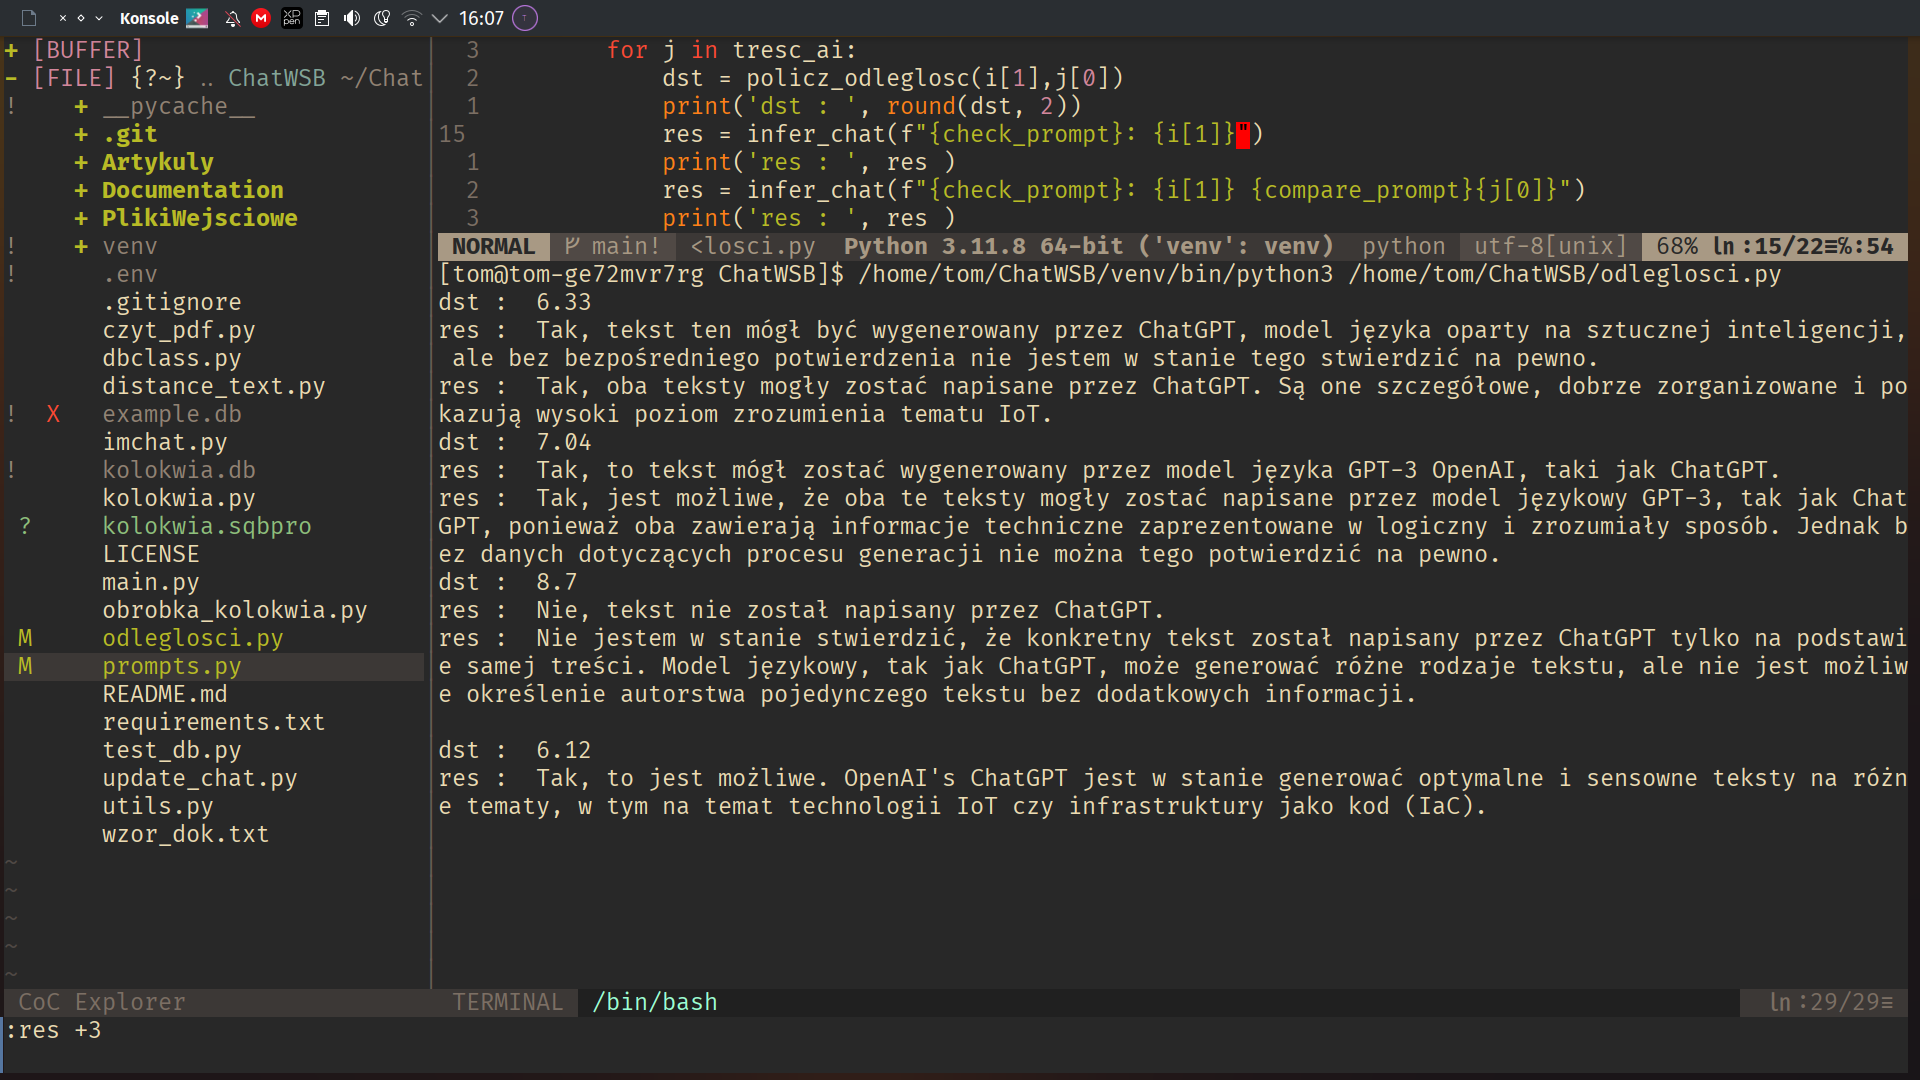 Konsole M XP pen 16:07 T
+ [BUFFER]
- [FILE] {?~} .. ChatWSB ~/Chat
! + __pycache__
+ .git
+ Artykuly
+ Documentation
+ PlikiWejsciowe
! + venv
! .env
.gitignore
czyt_pdf.py
dbclass.py
distance_text.py
! X example.db
imchat.py
! kolokwia.db
kolokwia.py
? kolokwia.sqbpro
LICENSE
main.py
obrobka_kolokwia.py
M odleglosci.py
M prompts.py
README.md
requirements.txt
test_db.py
update_chat.py
utils.py
wzor_dok.txt
~
~
~
~
~
CoC Explorer
3 for j in tresc_ai:
2 dst = policz_odleglosc(i[1],j[0])
1 print('dst : ', round(dst, 2))
15 res = infer_chat(f"{check_prompt}: {i[1]}")
1 print('res : ', res )
2 res = infer_chat(f"{check_prompt}: {i[1]} {compare_prompt}{j[0]}")
3 print('res : ', res )
NORMAL main! <losci.py Python 3.11.8 64-bit ('venv': venv) python utf-8[unix] 68% ln:15/22≡℅:54
[tom@tom-ge72mvr7rg ChatWSB]$ /home/tom/ChatWSB/venv/bin/python3 /home/tom/ChatWSB/odleglosci.py
dst :  6.33
res :  Tak, tekst ten mógł być wygenerowany przez ChatGPT, model języka oparty na sztucznej inteligencji,
ale bez bezpośredniego potwierdzenia nie jestem w stanie tego stwierdzić na pewno.
res :  Tak, oba teksty mogły zostać napisane przez ChatGPT. Są one szczegółowe, dobrze zorganizowane i po
kazują wysoki poziom zrozumienia tematu IoT.
dst :  7.04
res :  Tak, to tekst mógł zostać wygenerowany przez model języka GPT-3 OpenAI, taki jak ChatGPT.
res :  Tak, jest możliwe, że oba te teksty mogły zostać napisane przez model językowy GPT-3, tak jak Chat
GPT, ponieważ oba zawierają informacje techniczne zaprezentowane w logiczny i zrozumiały sposób. Jednak b
ez danych dotyczących procesu generacji nie można tego potwierdzić na pewno.
dst :  8.7
res :  Nie, tekst nie został napisany przez ChatGPT.
res :  Nie jestem w stanie stwierdzić, że konkretny tekst został napisany przez ChatGPT tylko na podstawi
e samej treści. Model językowy, tak jak ChatGPT, może generować różne rodzaje tekstu, ale nie jest możliw
e określenie autorstwa pojedynczego tekstu bez dodatkowych informacji.
dst :  6.12
res :  Tak, to jest możliwe. OpenAI's ChatGPT jest w stanie generować optymalne i sensowne teksty na różn
e tematy, w tym na temat technologii IoT czy infrastruktury jako kod (IaC).
TERMINAL /bin/bash ln:29/29≡
:res +3